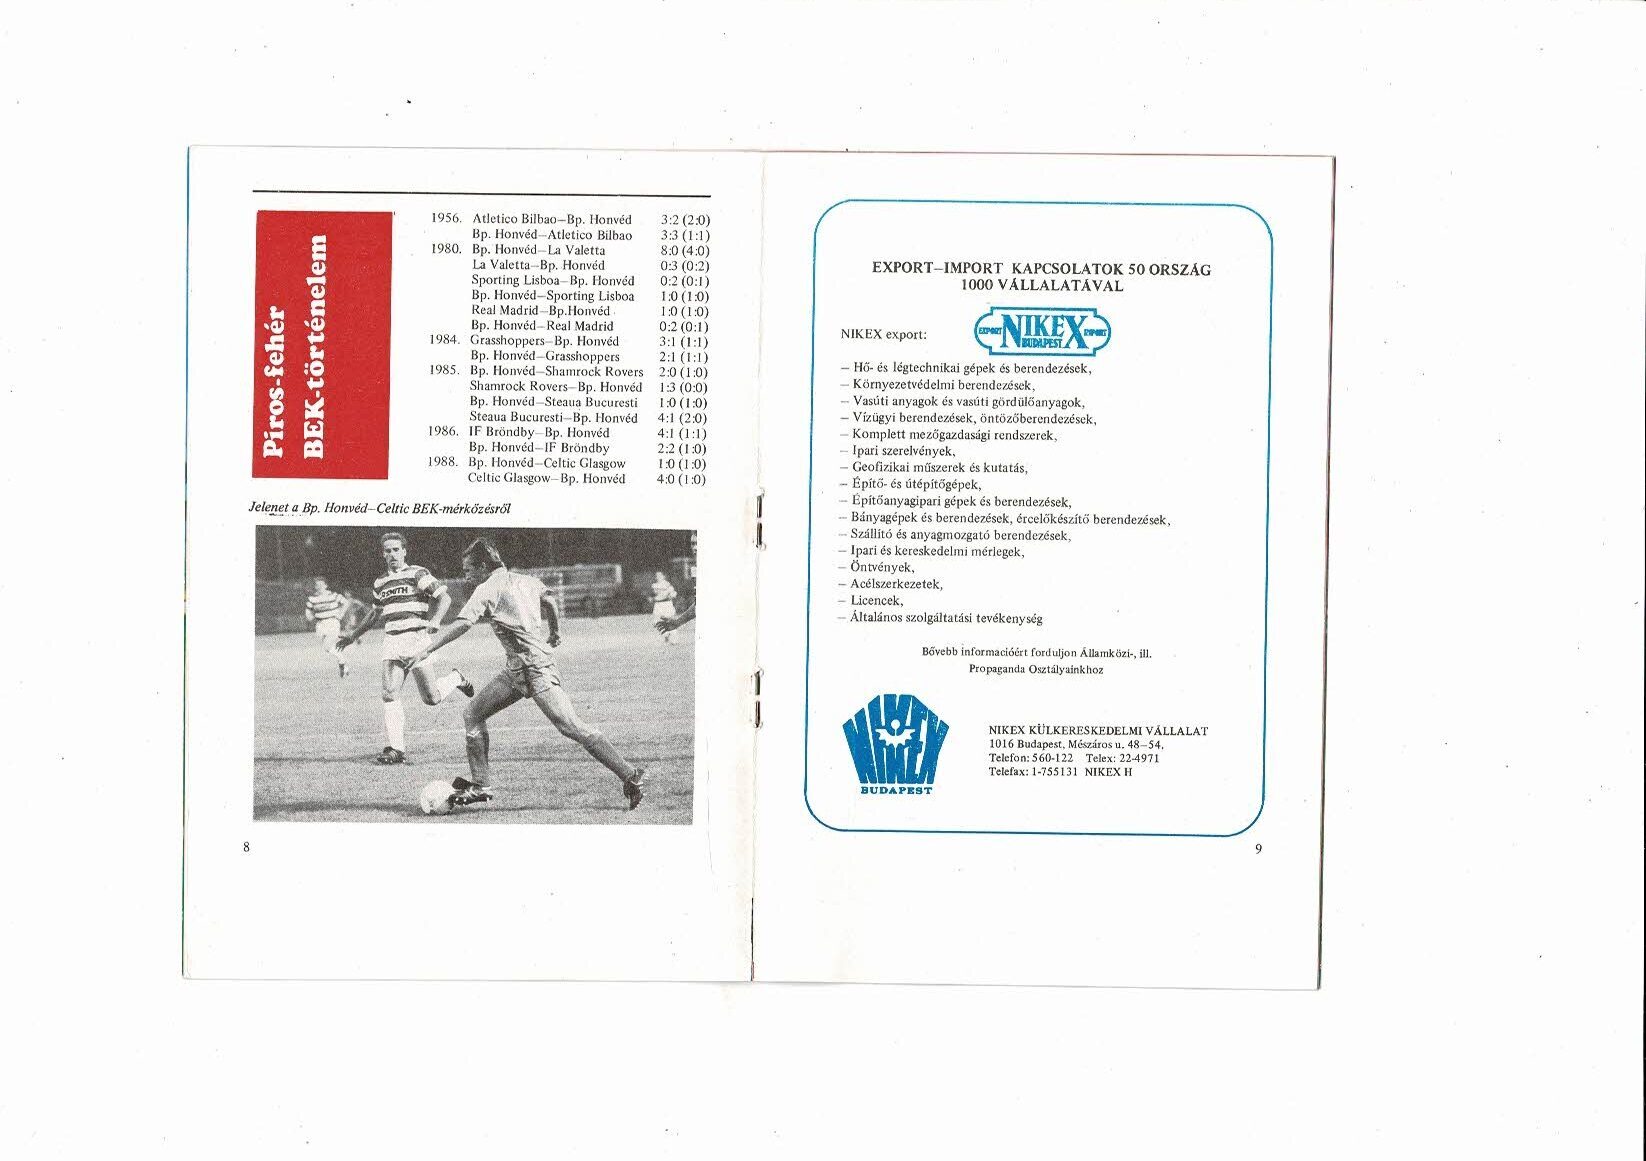 Piros-fehér
BEK-történelem
1956. Atletico Bilbao–Bp. Honvéd 3:2 (2:0)
Bp. Honvéd–Atletico Bilbao 3:3 (1:1)
1980. Bp. Honvéd–La Valetta 8:0 (4:0)
La Valetta–Bp. Honvéd 0:3 (0:2)
Sporting Lisboa–Bp. Honvéd 0:2 (0:1)
Bp. Honvéd–Sporting Lisboa 1:0 (1:0)
Real Madrid–Bp.Honvéd 1:0 (1:0)
Bp. Honvéd–Real Madrid 0:2 (0:1)
1984. Grasshoppers–Bp. Honvéd 3:1 (1:1)
Bp. Honvéd–Grasshoppers 2:1 (1:1)
1985. Bp. Honvéd–Shamrock Rovers 2:0 (1:0)
Shamrock Rovers–Bp. Honvéd 1:3 (0:0)
Bp. Honvéd–Steaua Bucuresti 1:0 (1:0)
Steaua Bucuresti–Bp. Honvéd 4:1 (2:0)
1986. IF Bröndby–Bp. Honvéd 4:1 (1:1)
Bp. Honvéd–IF Bröndby 2:2 (1:0)
1988. Bp. Honvéd–Celtic Glasgow 1:0 (1:0)
Celtic Glasgow–Bp. Honvéd 4:0 (1:0)
Jelenet a Bp. Honvéd–Celtic BEK-mérkőzésről
8
EXPORT–IMPORT KAPCSOLATOK 50 ORSZÁG
1000 VÁLLALATÁVAL
NIKEX export:
EXPORT NIKEX IMPORT
BUDAPEST
– Hő- és légtechnikai gépek és berendezések,
– Környezetvédelmi berendezések,
– Vasúti anyagok és vasúti gördülőanyagok,
– Vízügyi berendezések, öntözőberendezések,
– Komplett mezőgazdasági rendszerek,
– Ipari szerelvények,
– Geofizikai műszerek és kutatás,
– Építő- és útépítőgépek,
– Építőanyagipari gépek és berendezések,
– Bányagépek és berendezések, ércelőkészítő berendezések,
– Szállító és anyagmozgató berendezések,
– Ipari és kereskedelmi mérlegek,
– Öntvények,
– Acélszerkezetek,
– Licencek,
– Általános szolgáltatási tevékenység
Bővebb informacióért forduljon Államközi-, ill.
Propaganda Osztályainkhoz
NIKEX
BUDAPEST
NIKEX KÜLKERESKEDELMI VÁLLALAT
1016 Budapest, Mészáros u. 48–54.
Telefon: 560-122 Telex: 22-4971
Telefax: 1-755131 NIKEX H
9